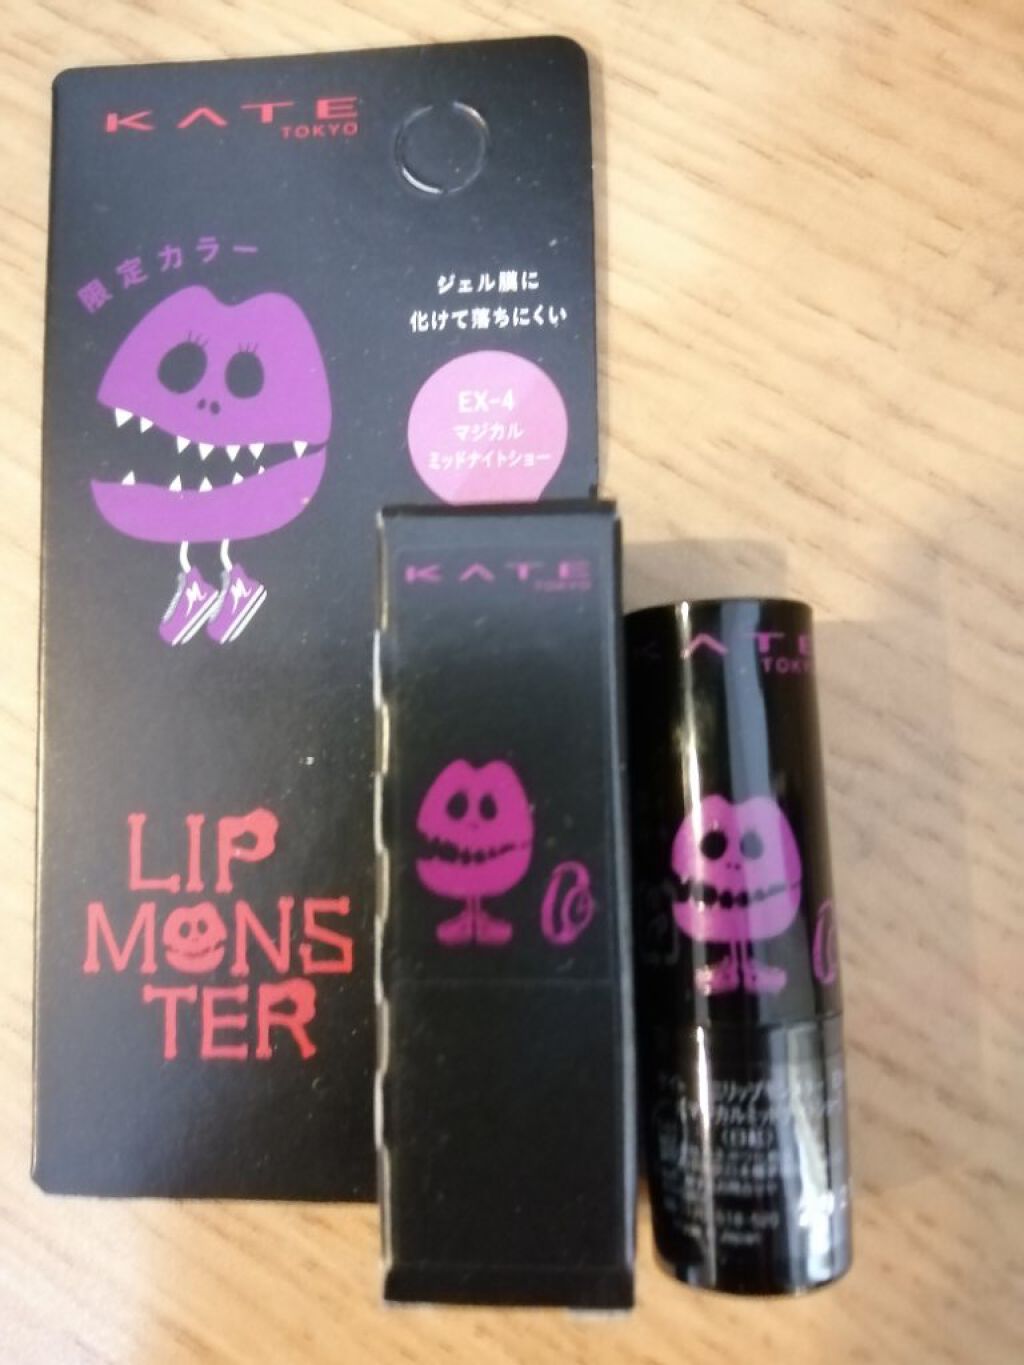 KATE
TOKYO
限定カラー
ジェル膜に
化けて落ちにくい
EX-4
マジカル
ミッドナイトショー
LIP
MONS
TER
KATE
TOKYO
KATE
TOKYO